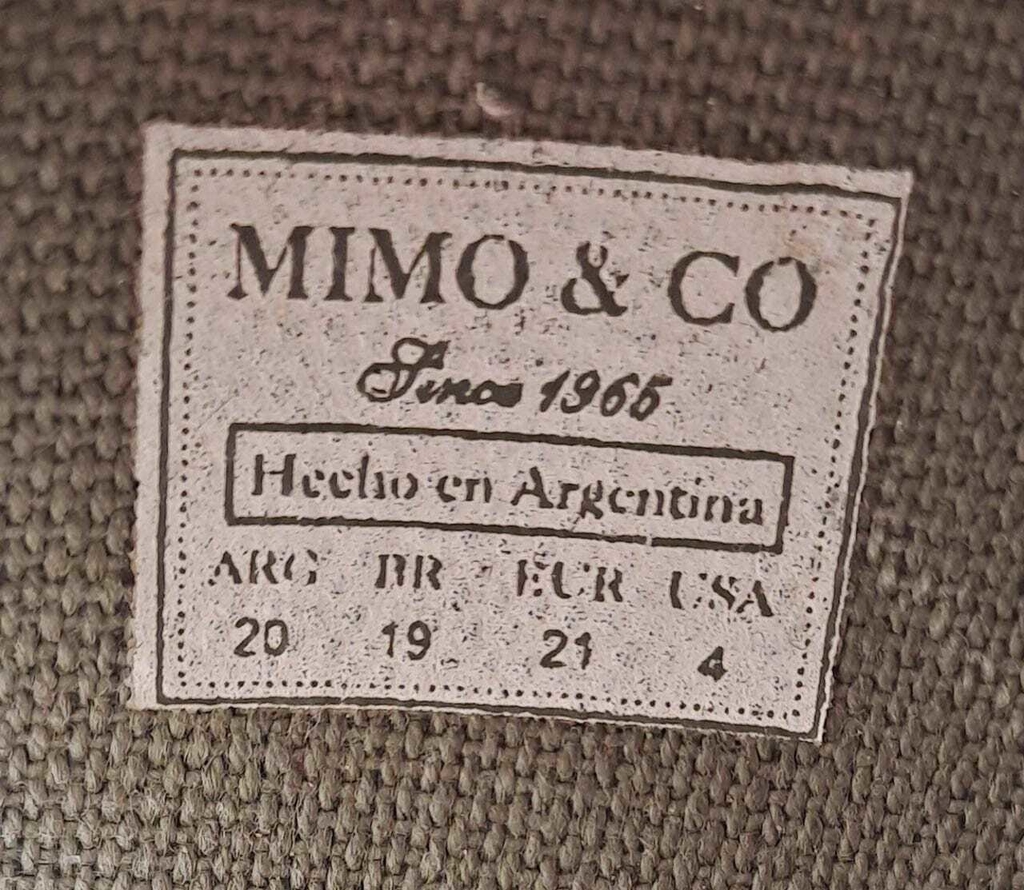 MIMO & CO
Since 1965
Hecho en Argentina
ARG BR EUR USA
20 19 21 4